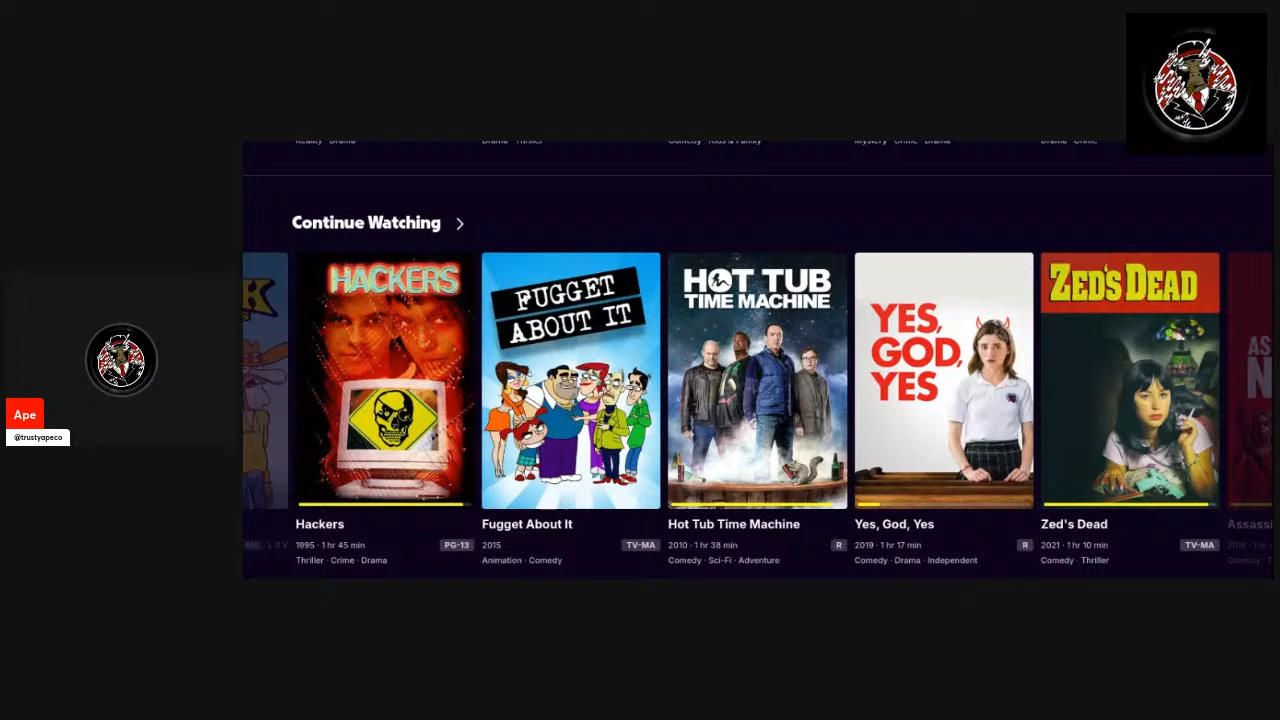 Continue Watching
HACKERS
FUGGET
ABOUT IT
HOT TUB
TIME MACHINE
YES,
GOD,
YES
ZED'S DEAD
AS
N
Hackers
Fugget About It
Hot Tub Time Machine
Yes, God, Yes
Zed's Dead
Assassi
1995 · 1 hr 45 min PG-13
2015 TV-MA
2010 · 1 hr 38 min R
2019 · 1 hr 17 min R
2021 · 1 hr 10 min TV-MA
Thriller · Crime · Drama
Animation · Comedy
Comedy · Sci-Fi · Adventure
Comedy · Drama · Independent
Comedy · Thriller
Ape
@trustyapeco